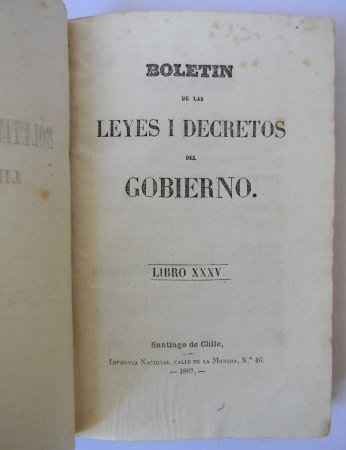 BOLETIN
DE LAS
LEYES I DECRETOS
DEL
GOBIERNO.
LIBRO XXXV
Santiago de Chile,
IMPRENTA NACIONAL, CALLE DE LA MONEDA, N.º 46.
— 1867, —